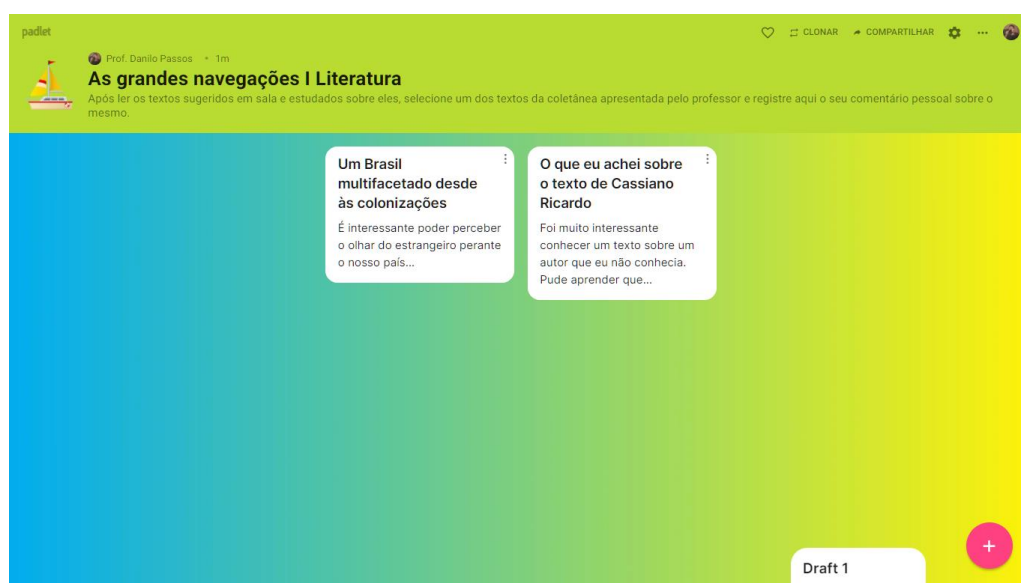 padlet
CLONAR
COMPARTILHAR
Prof. Danilo Passos • 1m
As grandes navegações I Literatura
Após ler os textos sugeridos em sala e estudados sobre eles, selecione um dos textos da coletânea apresentada pelo professor e registre aqui o seu comentário pessoal sobre o
mesmo.
Um Brasil
multifacetado desde
às colonizações
É interessante poder perceber
o olhar do estrangeiro perante
o nosso país...
O que eu achei sobre
o texto de Cassiano
Ricardo
Foi muito interessante
conhecer um texto sobre um
autor que eu não conhecia.
Pude aprender que...
Draft 1